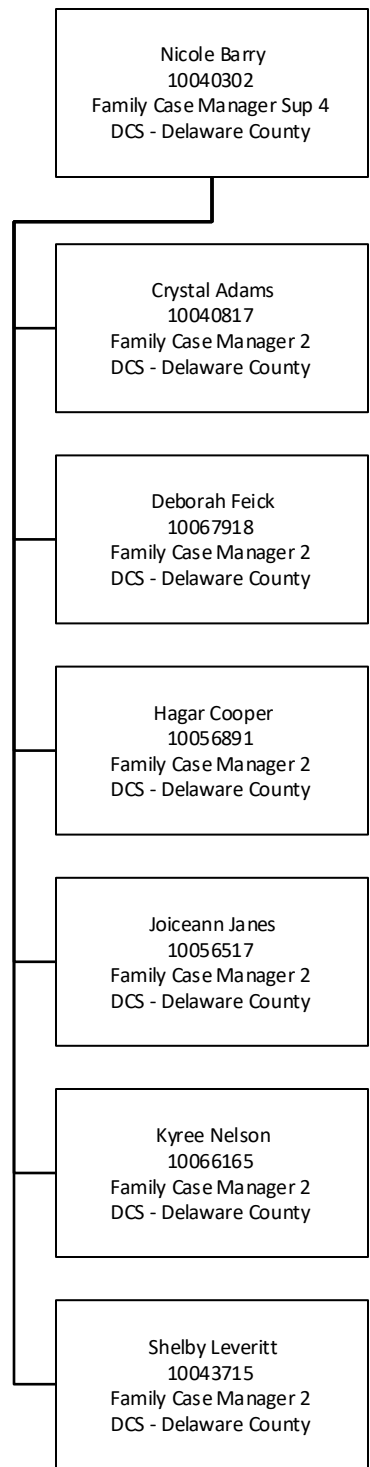 Nicole Barry
10040302
Family Case Manager Sup 4
DCS - Delaware County
Crystal Adams
10040817
Family Case Manager 2
DCS - Delaware County
Deborah Feick
10067918
Family Case Manager 2
DCS - Delaware County
Hagar Cooper
10056891
Family Case Manager 2
DCS - Delaware County
Joiceann Janes
10056517
Family Case Manager 2
DCS - Delaware County
Kyree Nelson
10066165
Family Case Manager 2
DCS - Delaware County
Shelby Leveritt
10043715
Family Case Manager 2
DCS - Delaware County